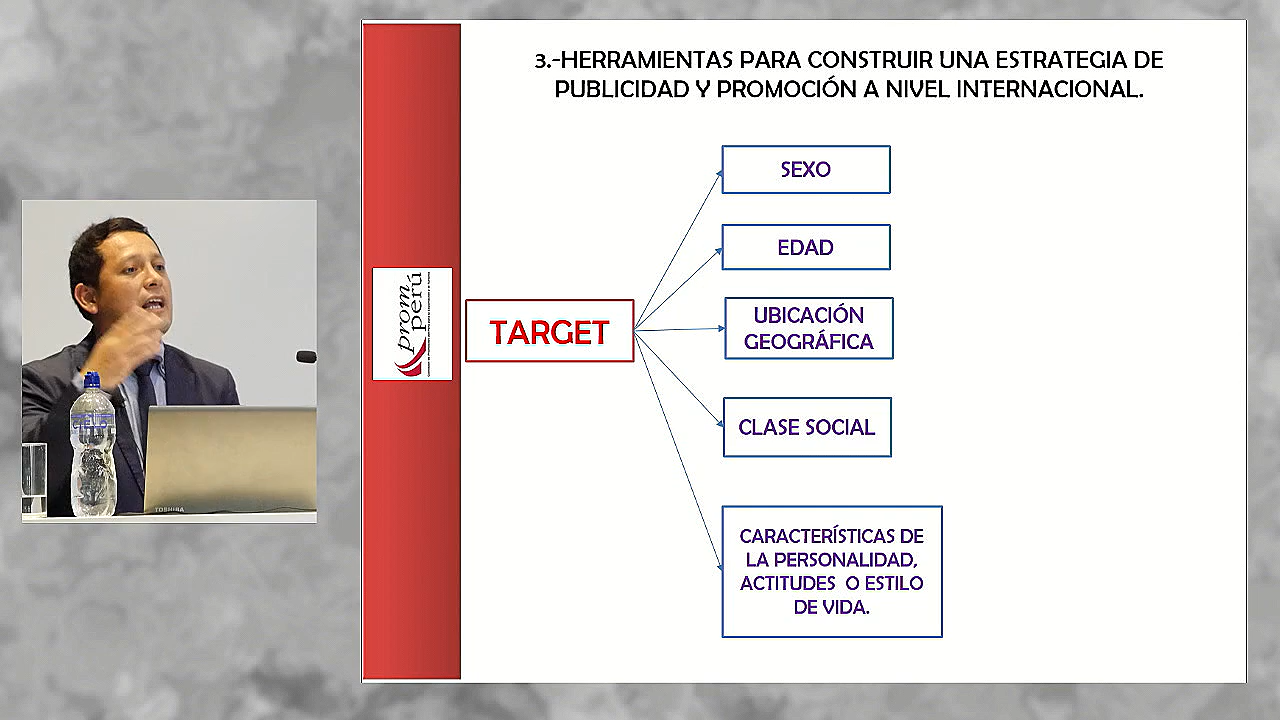 3.-HERRAMIENTAS PARA CONSTRUIR UNA ESTRATEGIA DE
PUBLICIDAD Y PROMOCIÓN A NIVEL INTERNACIONAL.
prom
perú
TARGET
SEXO
EDAD
UBICACIÓN
GEOGRÁFICA
CLASE SOCIAL
CARACTERÍSTICAS DE
LA PERSONALIDAD,
ACTITUDES O ESTILO
DE VIDA.
TOSHIBA